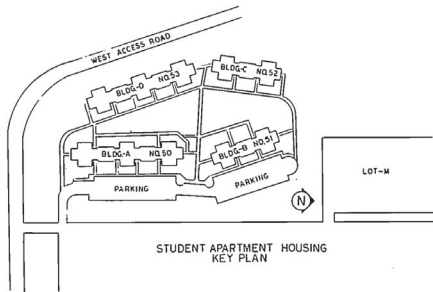 WEST ACCESS ROAD
BLDG-C NO.52
BLDG-D NO.53
BLDG-B NO.51
BLDG-A NO.50
PARKING
PARKING
LOT-M
N
STUDENT APARTMENT HOUSING
KEY PLAN